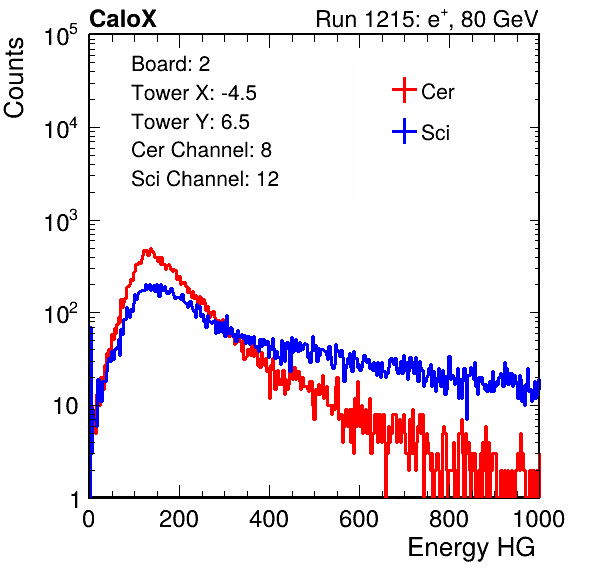 CaloX Run 1215: e⁺, 80 GeV
Counts
Board: 2
Tower X: -4.5
Tower Y: 6.5
Cer Channel: 8
Sci Channel: 12
Cer
Sci
10⁵
10⁴
10³
10²
10
1
0 200 400 600 800 1000
Energy HG